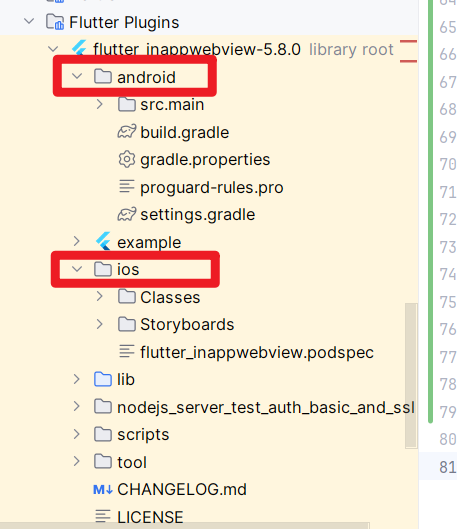 Flutter Plugins
flutter_inappwebview-5.8.0 library root
android
src.main
build.gradle
gradle.properties
proguard-rules.pro
settings.gradle
example
ios
Classes
Storyboards
flutter_inappwebview.podspec
lib
nodejs_server_test_auth_basic_and_ssl
scripts
tool
CHANGELOG.md
LICENSE
65
66
67
68
69
70
71
72
73
74
75
76
77
78
79
80
81